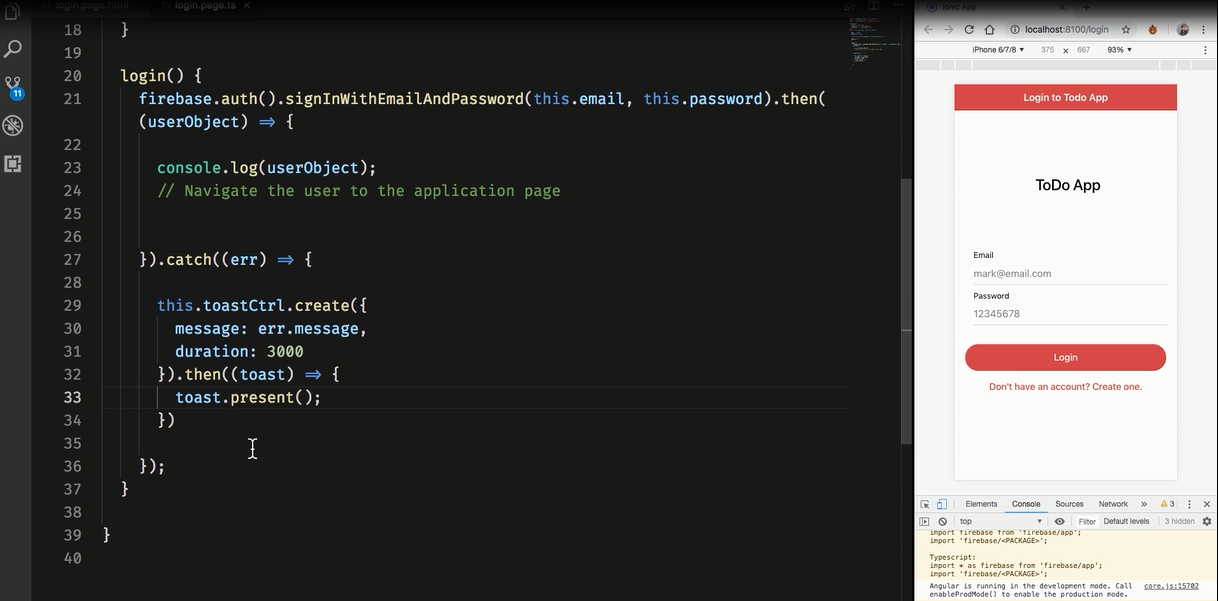 login.page.html
login.page.ts ×
18 }
19
20 login() {
21 firebase.auth().signInWithEmailAndPassword(this.email, this.password).then(
(userObject) ⇒ {
22
23 console.log(userObject);
24 // Navigate the user to the application page
25
26
27 }).catch((err) ⇒ {
28
29 this.toastCtrl.create({
30 message: err.message,
31 duration: 3000
32 }).then((toast) ⇒ {
33 toast.present();
34 })
35
36 });
37 }
38
39 }
40
11
Ionic App
localhost:8100/login
iPhone 6/7/8 ▼ 375 × 667 93% ▼
Login to Todo App
ToDo App
Email
mark@email.com
Password
12345678
Login
Don't have an account? Create one.
Elements Console Sources Network » 3
top ▼ Filter Default levels 3 hidden
import firebase from 'firebase/app';
import 'firebase/<PACKAGE>';
Typescript:
import * as firebase from 'firebase/app';
import 'firebase/<PACKAGE>';
Angular is running in the development mode. Call core.js:15702
enableProdMode() to enable the production mode.